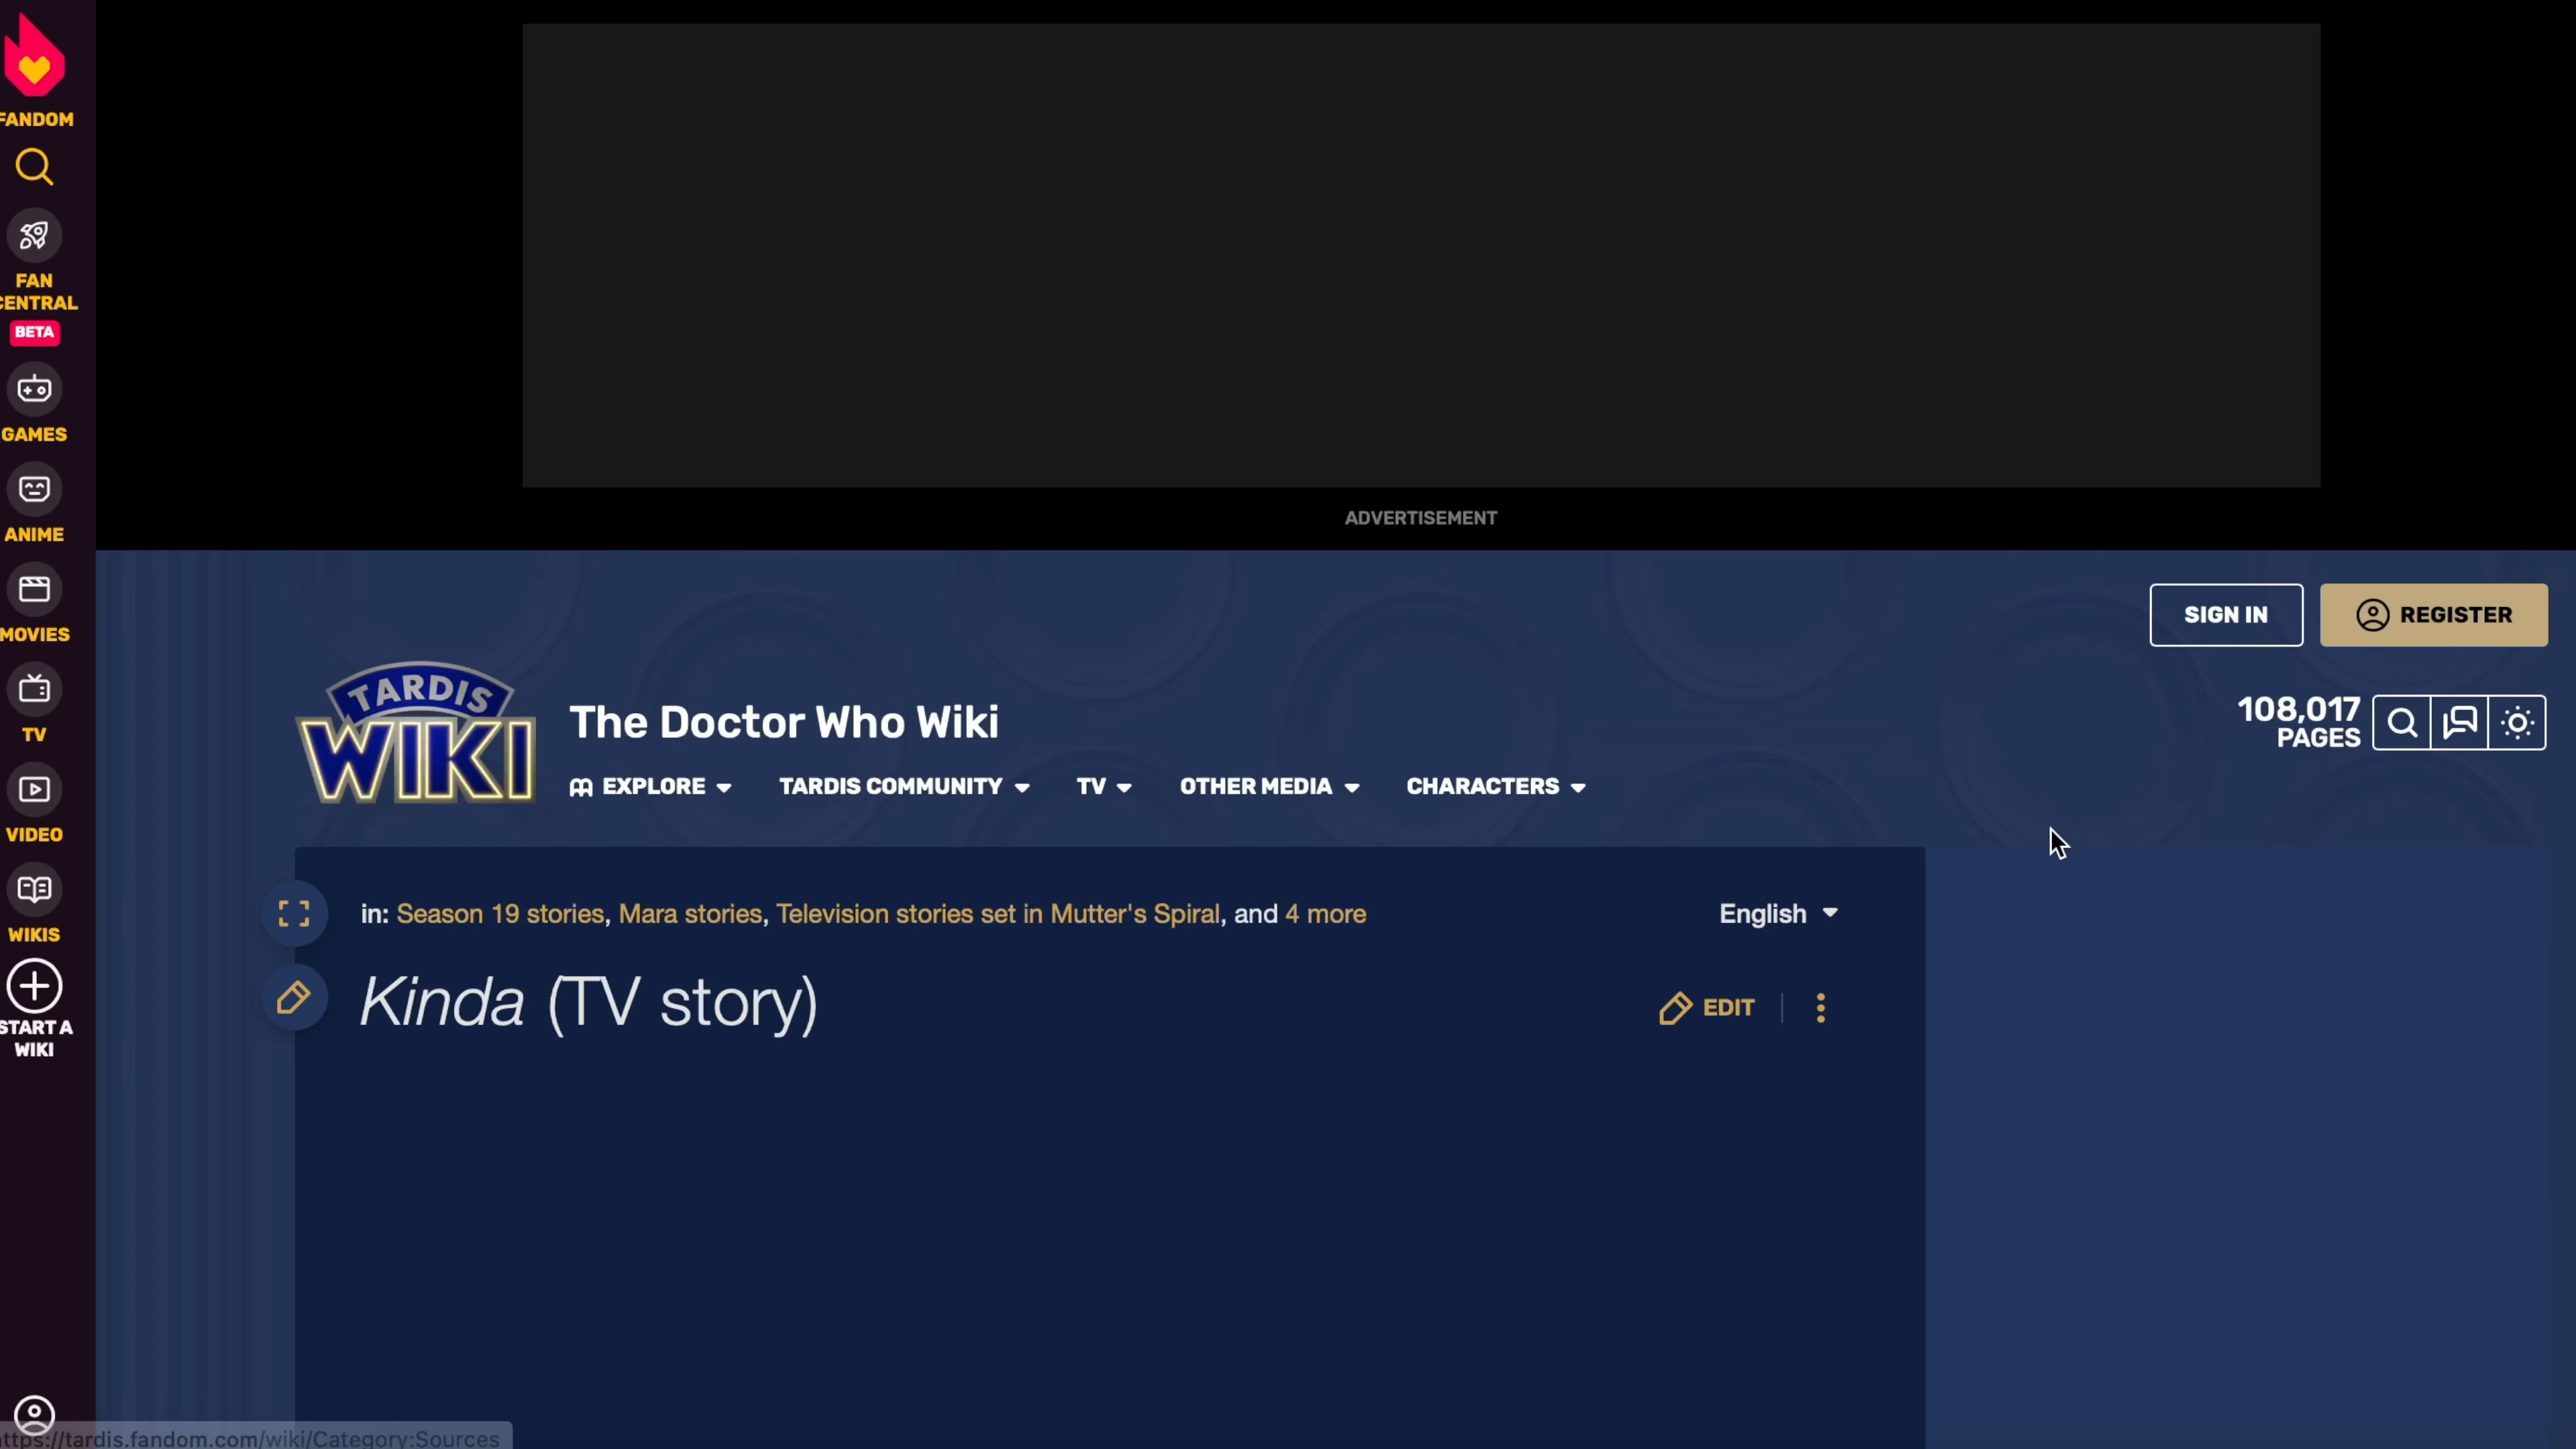 FANDOM
FAN
CENTRAL
BETA
GAMES
ANIME
MOVIES
TV
VIDEO
WIKIS
START A
WIKI
ADVERTISEMENT
SIGN IN
REGISTER
TARDIS
WIKI
The Doctor Who Wiki
108,017
PAGES
EXPLORE
TARDIS COMMUNITY
TV
OTHER MEDIA
CHARACTERS
in: Season 19 stories, Mara stories, Television stories set in Mutter's Spiral, and 4 more
English
Kinda (TV story)
EDIT
https://tardis.fandom.com/wiki/Category:Sources